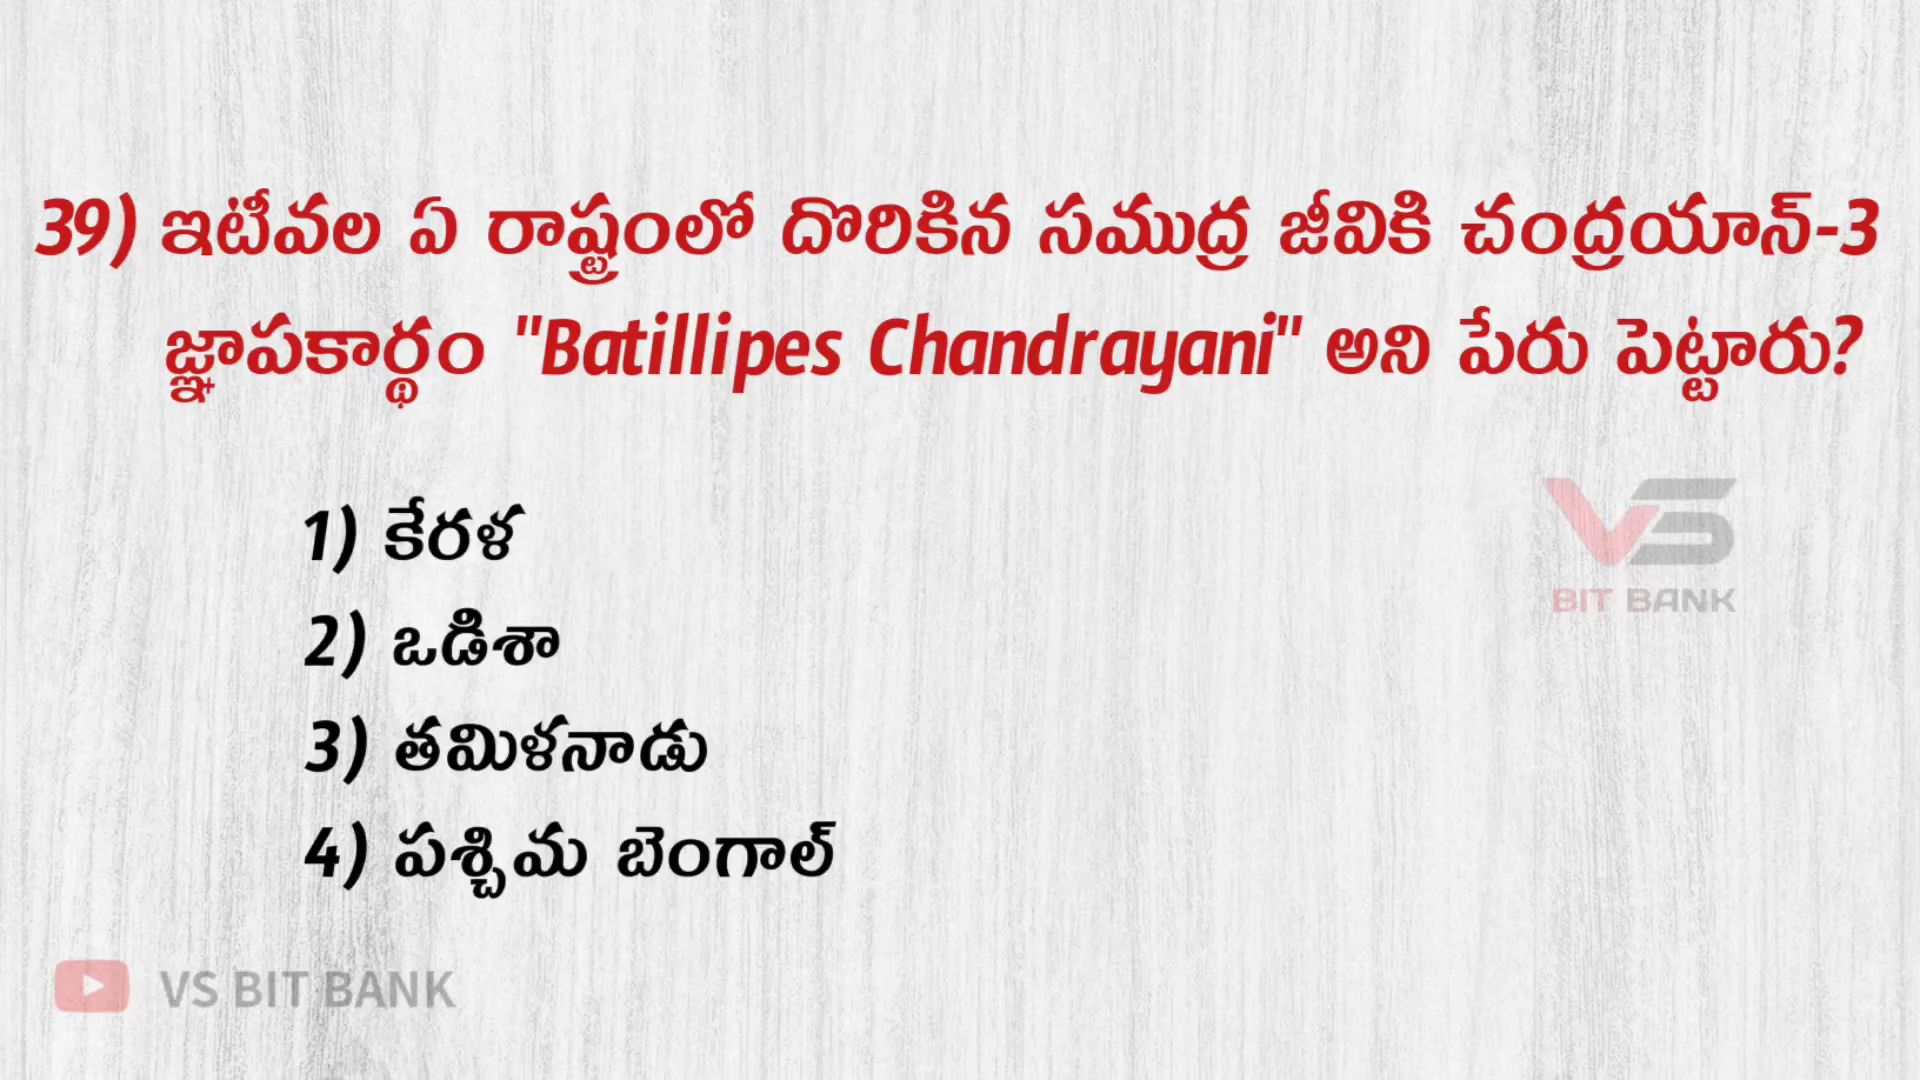 39) ఇటీవల ఏ రాష్ట్రంలో దొరికిన సముద్ర జీవికి చంద్రయాన్-3
జ్ఞాపకార్థం "Batillipes Chandrayani" అని పేరు పెట్టారు?
1) కేరళ
VS
BIT BANK
2) ఒడిశా
3) తమిళనాడు
4) పశ్చిమ బెంగాల్
VS BIT BANK